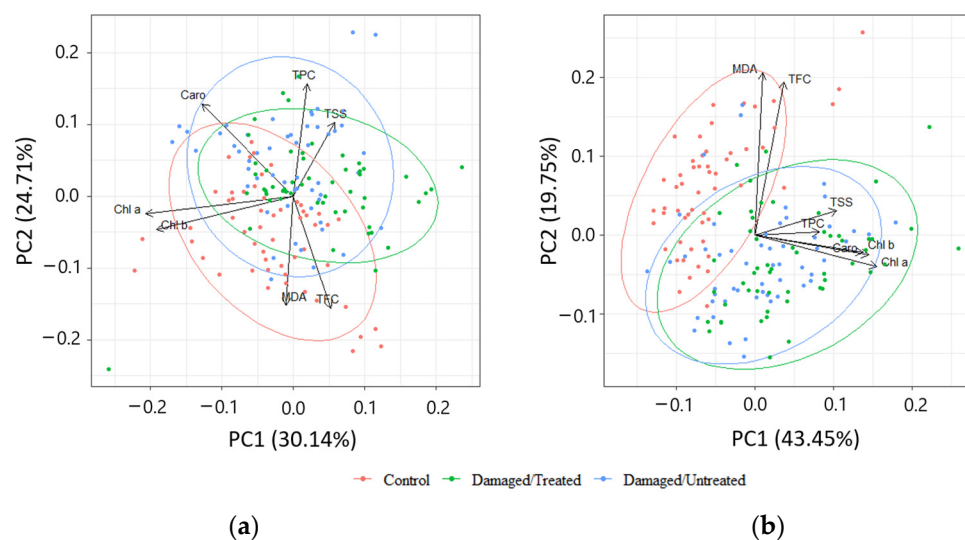 0.2
0.1
0.0
−0.1
−0.2
PC2 (24.71%)
TPC
Caro
TSS
Chl a
Chl b
MDA
TFC
−0.2 −0.1 0.0 0.1 0.2
PC1 (30.14%)
0.2
0.1
0.0
−0.1
PC2 (19.75%)
MDA
TFC
TSS
TPC
Caro
Chl b
Chl a
−0.1 0.0 0.1 0.2
PC1 (43.45%)
Control Damaged/Treated Damaged/Untreated
(a) (b)